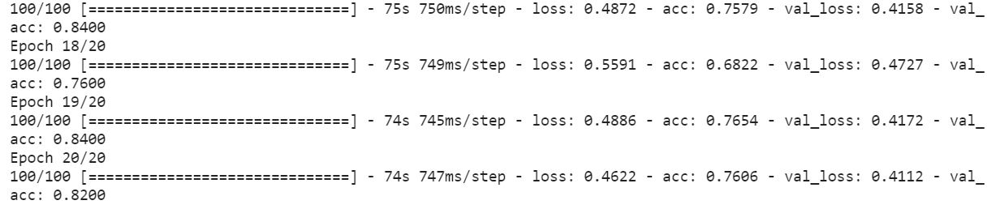 100/100 [==============================] - 75s 750ms/step - loss: 0.4872 - acc: 0.7579 - val_loss: 0.4158 - val_
acc: 0.8400
Epoch 18/20
100/100 [==============================] - 75s 749ms/step - loss: 0.5591 - acc: 0.6822 - val_loss: 0.4727 - val_
acc: 0.7600
Epoch 19/20
100/100 [==============================] - 74s 745ms/step - loss: 0.4886 - acc: 0.7654 - val_loss: 0.4172 - val_
acc: 0.8400
Epoch 20/20
100/100 [==============================] - 74s 747ms/step - loss: 0.4622 - acc: 0.7606 - val_loss: 0.4112 - val_
acc: 0.8200